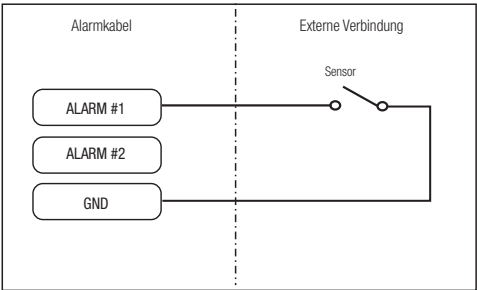 Alarmkabel
Externe Verbindung
Sensor
ALARM #1
ALARM #2
GND